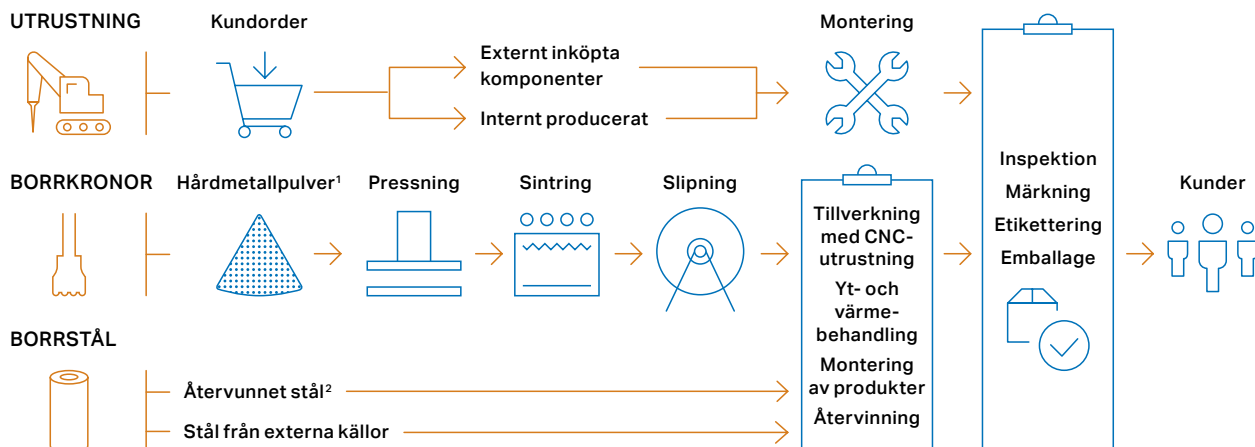 UTRUSTNING
Kundorder
Externt inköpta
komponenter
Internt producerat
Montering
BORRKRONOR
Hårdmetallpulver¹
Pressning
Sintring
Slipning
Tillverkning
med CNC-
utrustning
Yt- och
värme-
behandling
Montering
av produkter
Återvinning
Inspektion
Märkning
Etikettering
Emballage
Kunder
BORRSTÅL
Återvunnet stål²
Stål från externa källor